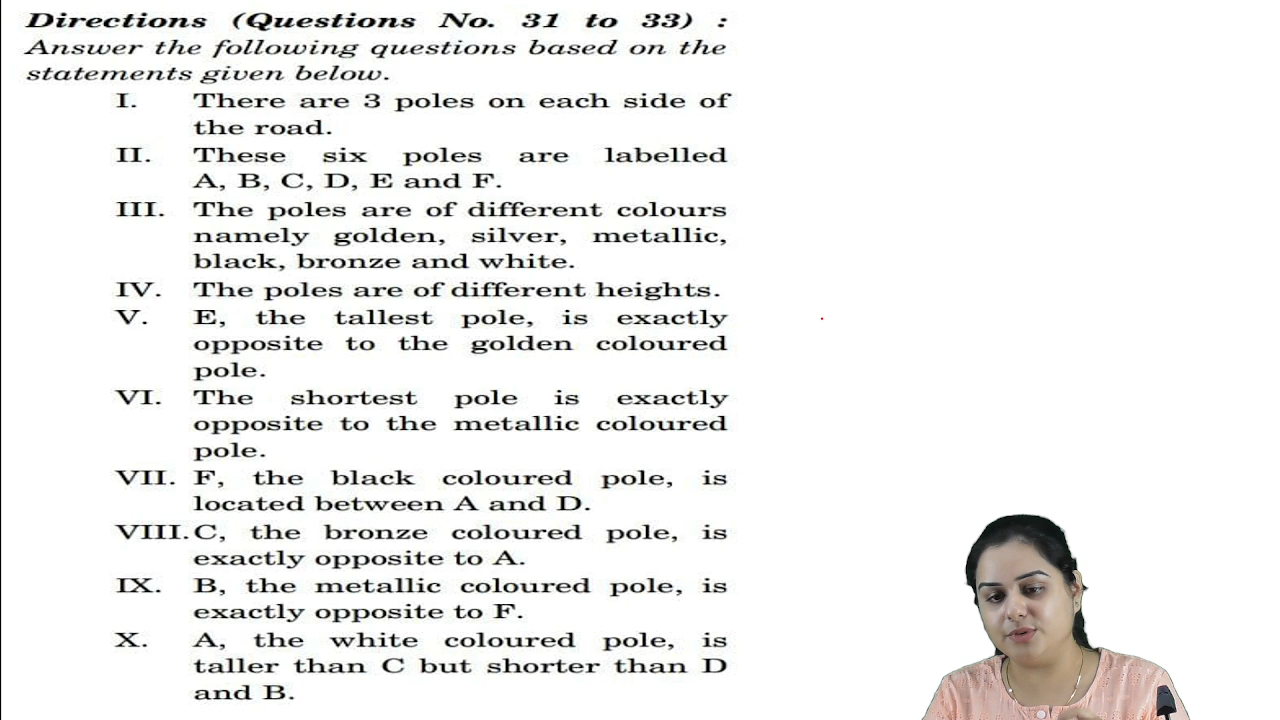 Directions (Questions No. 31 to 33) :
Answer the following questions based on the
statements given below.
I. There are 3 poles on each side of
the road.
II. These six poles are labelled
A, B, C, D, E and F.
III. The poles are of different colours
namely golden, silver, metallic,
black, bronze and white.
IV. The poles are of different heights.
V. E, the tallest pole, is exactly
opposite to the golden coloured
pole.
VI. The shortest pole is exactly
opposite to the metallic coloured
pole.
VII. F, the black coloured pole, is
located between A and D.
VIII. C, the bronze coloured pole, is
exactly opposite to A.
IX. B, the metallic coloured pole, is
exactly opposite to F.
X. A, the white coloured pole, is
taller than C but shorter than D
and B.